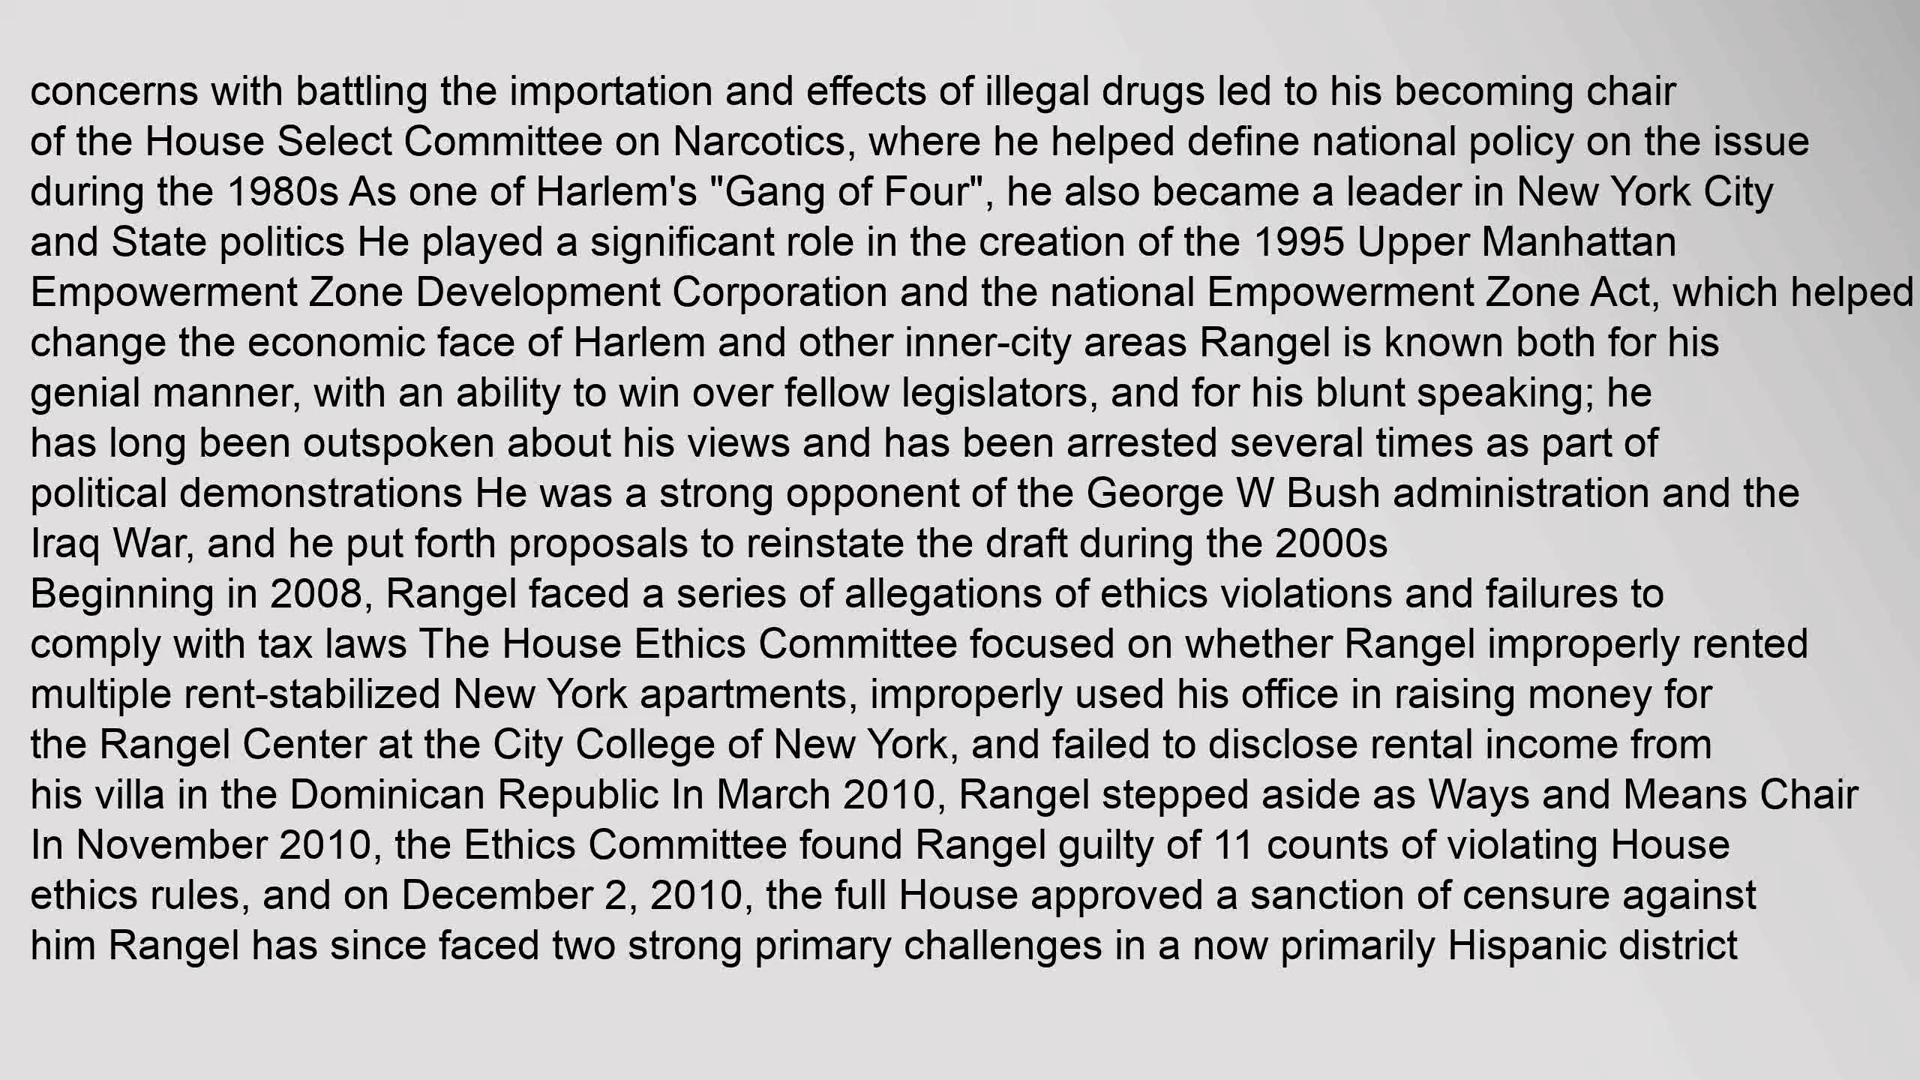 concerns with battling the importation and effects of illegal drugs led to his becoming chair
of the House Select Committee on Narcotics, where he helped define national policy on the issue
during the 1980s As one of Harlem's "Gang of Four", he also became a leader in New York City
and State politics He played a significant role in the creation of the 1995 Upper Manhattan
Empowerment Zone Development Corporation and the national Empowerment Zone Act, which helped
change the economic face of Harlem and other inner-city areas Rangel is known both for his
genial manner, with an ability to win over fellow legislators, and for his blunt speaking; he
has long been outspoken about his views and has been arrested several times as part of
political demonstrations He was a strong opponent of the George W Bush administration and the
Iraq War, and he put forth proposals to reinstate the draft during the 2000s
Beginning in 2008, Rangel faced a series of allegations of ethics violations and failures to
comply with tax laws The House Ethics Committee focused on whether Rangel improperly rented
multiple rent-stabilized New York apartments, improperly used his office in raising money for
the Rangel Center at the City College of New York, and failed to disclose rental income from
his villa in the Dominican Republic In March 2010, Rangel stepped aside as Ways and Means Chair
In November 2010, the Ethics Committee found Rangel guilty of 11 counts of violating House
ethics rules, and on December 2, 2010, the full House approved a sanction of censure against
him Rangel has since faced two strong primary challenges in a now primarily Hispanic district